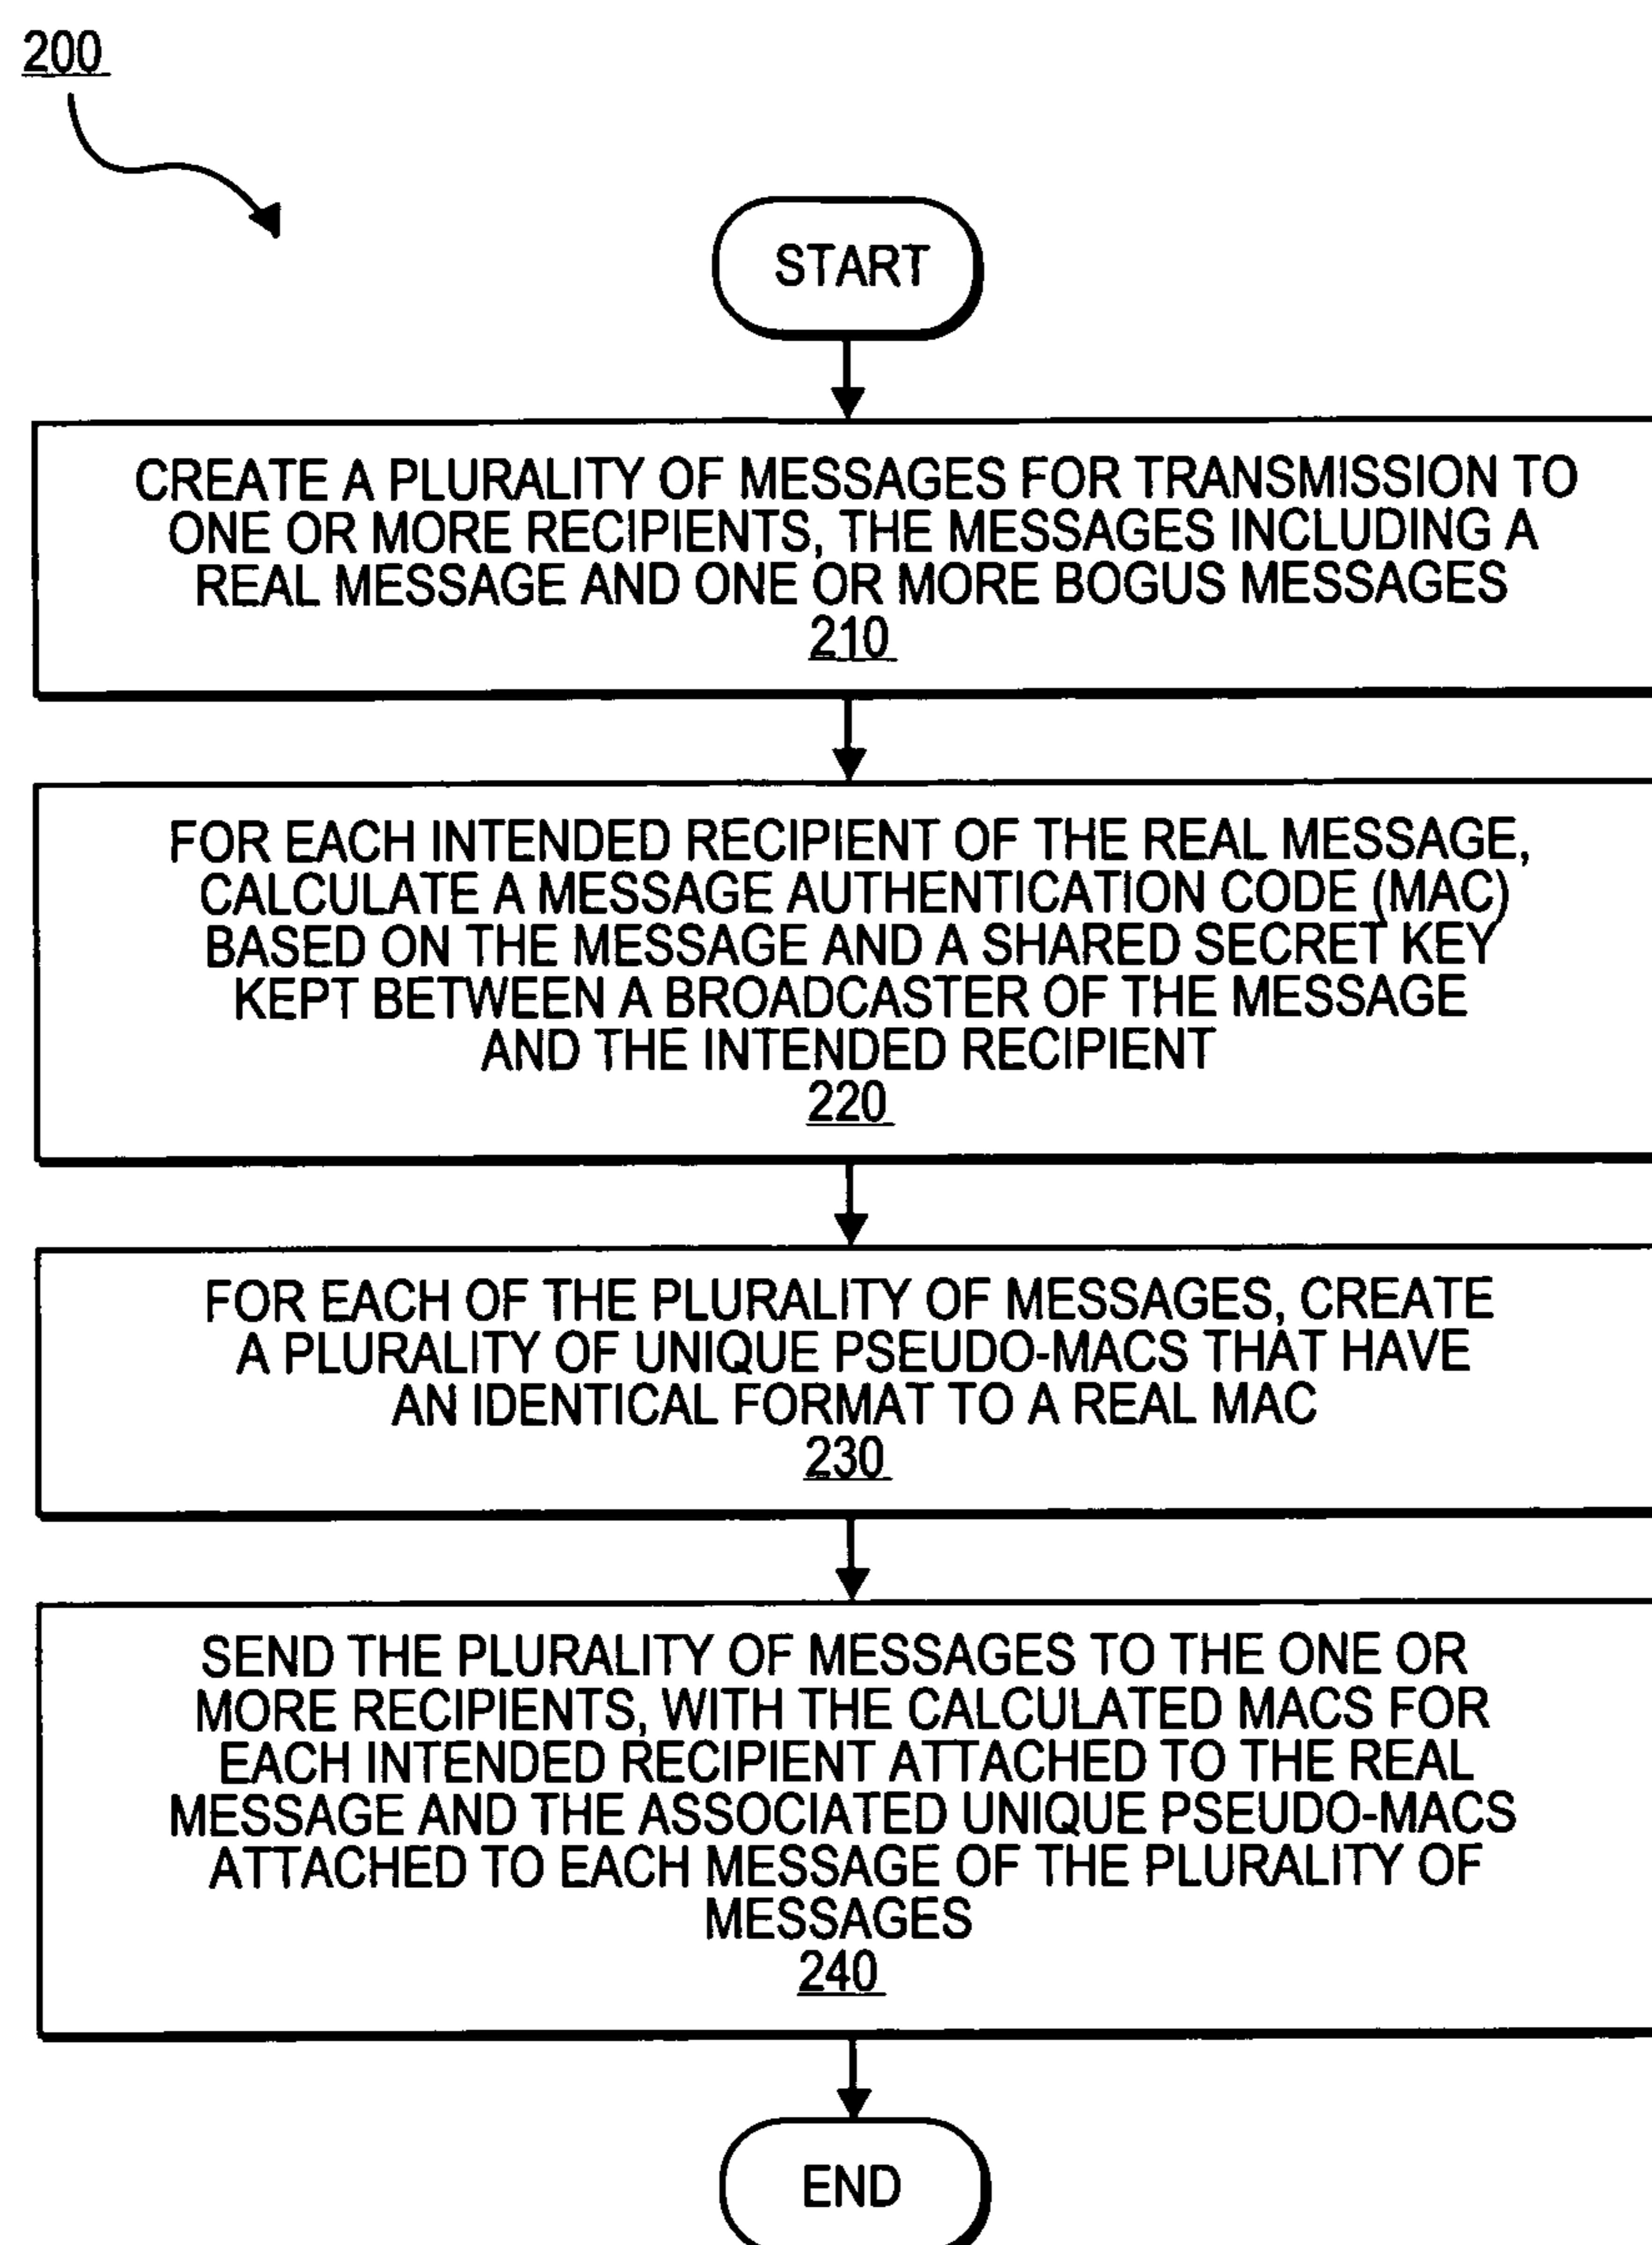 200
START
CREATE A PLURALITY OF MESSAGES FOR TRANSMISSION TO
ONE OR MORE RECIPIENTS, THE MESSAGES INCLUDING A
REAL MESSAGE AND ONE OR MORE BOGUS MESSAGES
210
FOR EACH INTENDED RECIPIENT OF THE REAL MESSAGE,
CALCULATE A MESSAGE AUTHENTICATION CODE (MAC)
BASED ON THE MESSAGE AND A SHARED SECRET KEY
KEPT BETWEEN A BROADCASTER OF THE MESSAGE
AND THE INTENDED RECIPIENT
220
FOR EACH OF THE PLURALITY OF MESSAGES, CREATE
A PLURALITY OF UNIQUE PSEUDO-MACS THAT HAVE
AN IDENTICAL FORMAT TO A REAL MAC
230
SEND THE PLURALITY OF MESSAGES TO THE ONE OR
MORE RECIPIENTS, WITH THE CALCULATED MACS FOR
EACH INTENDED RECIPIENT ATTACHED TO THE REAL
MESSAGE AND THE ASSOCIATED UNIQUE PSEUDO-MACS
ATTACHED TO EACH MESSAGE OF THE PLURALITY OF
MESSAGES
240
END